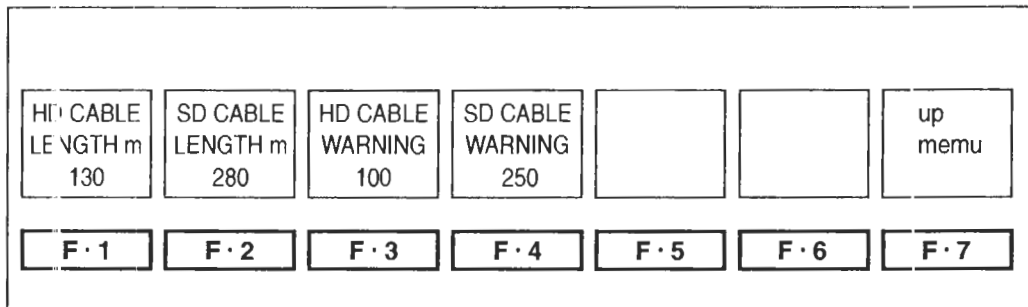 HD CABLE
LENGTH m
130
SD CABLE
LENGTH m
280
HD CABLE
WARNING
100
SD CABLE
WARNING
250
up
memu
F·1
F·2
F·3
F·4
F·5
F·6
F·7